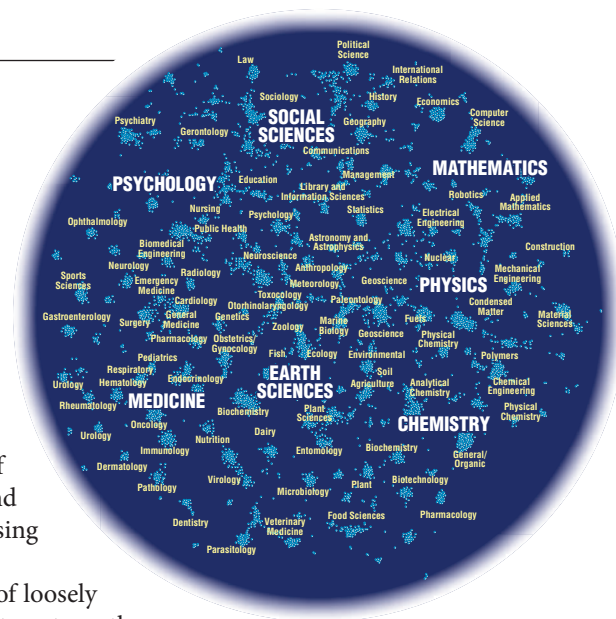 Political
Science
Law
International
Relations
Sociology
History
Economics
Computer
Science
Psychiatry
SOCIAL
SCIENCES
Geography
Gerontology
Communications
MATHEMATICS
PSYCHOLOGY
Education
Management
Library and
Information Sciences
Robotics
Applied
Mathematics
Nursing
Psychology
Statistics
Electrical
Engineering
Ophthalmology
Public Health
Biomedical
Engineering
Astronomy and
Astrophysics
Construction
Neuroscience
Nuclear
Neurology
Radiology
Anthropology
Sports
Sciences
Emergency
Medicine
Meteorology
Geoscience
PHYSICS
Mechanical
Engineering
Cardiology
Toxocology
Paleontology
Condensed
Matter
Otorhinolaryngology
Gastroenterology
Surgery
General
Medicine
Genetics
Zoology
Marine
Biology
Geoscience
Fuels
Material
Sciences
Pharmacology
Obstetrics/
Gynocology
Physical
Chemistry
Pediatrics
Fish
Ecology
Environmental
Polymers
Respiratory
EARTH
SCIENCES
Soil
Urology
Hematology
Endocrinology
Agriculture
Analytical
Chemistry
Chemical
Engineering
Rheumatology
MEDICINE
Biochemistry
Plant
Sciences
CHEMISTRY
Physical
Chemistry
Oncology
Urology
Nutrition
Dairy
Immunology
Entomology
Biochemistry
General/
Organic
Dermatology
Pathology
Virology
Microbiology
Plant
Biotechnology
Dentistry
Veterinary
Medicine
Food Sciences
Pharmacology
Parasitology
of
sing
of loosely